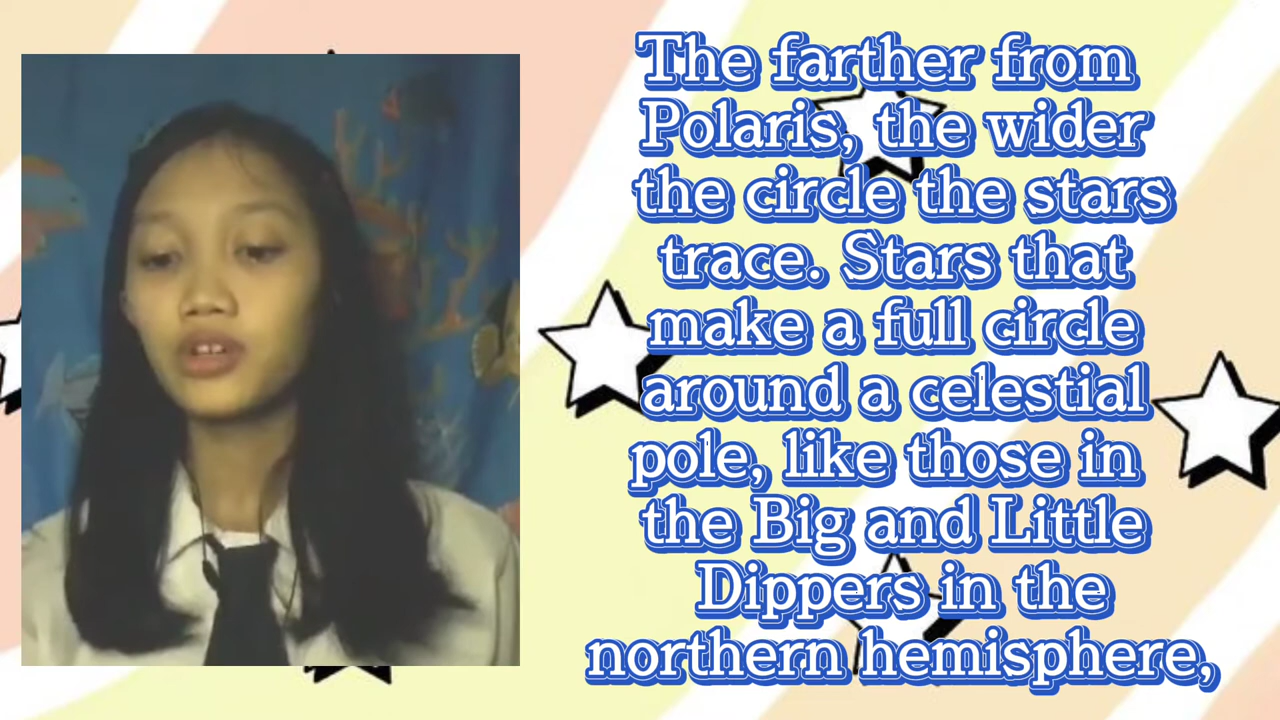 The farther from
Polaris, the wider
the circle the stars
trace. Stars that
make a full circle
around a celestial
pole, like those in
the Big and Little
Dippers in the
northern hemisphere,